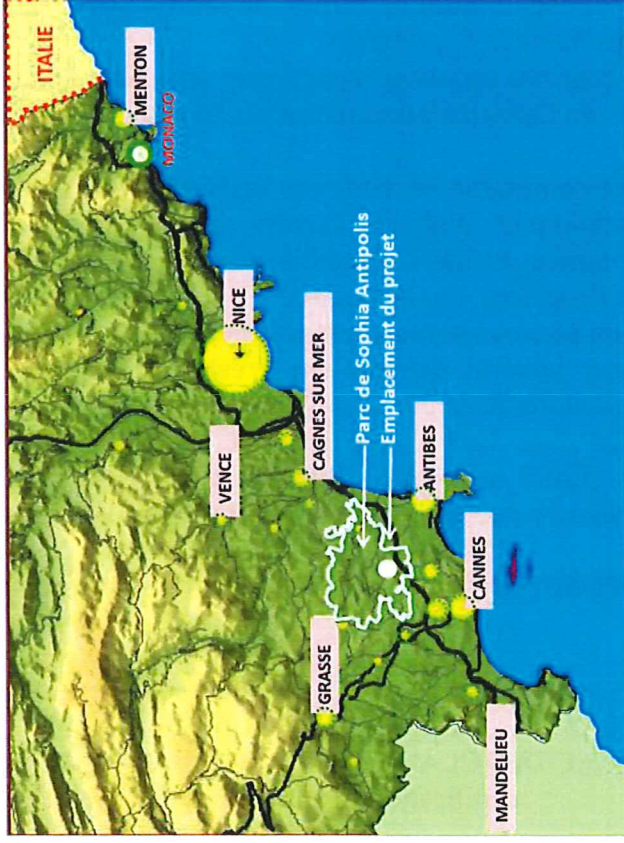 ITALIE
MENTON
MONACO
NICE
VENCE
CAGNES SUR MER
Parc de Sophia Antipolis
Emplacement du projet
ANTIBES
GRASSE
CANNES
MANDELIEU